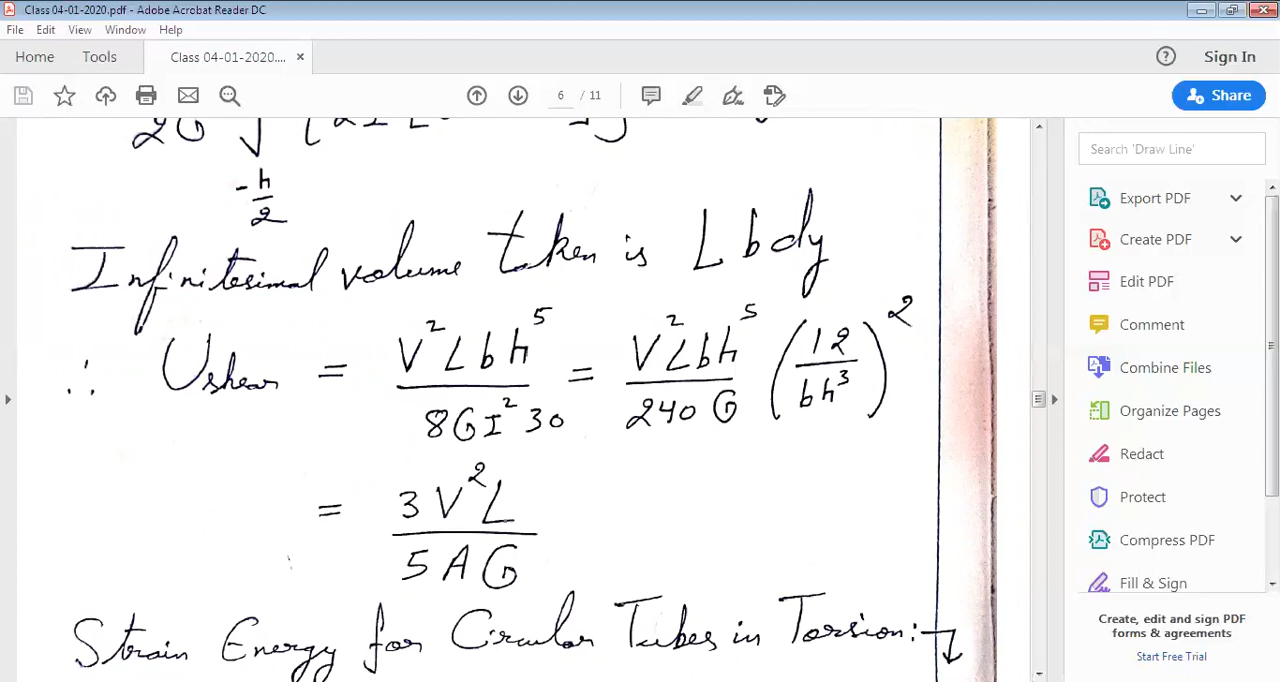 Class 04-01-2020.pdf - Adobe Acrobat Reader DC
File Edit View Window Help
Home Tools Class 04-01-2020.... × ? Sign In
6 / 11 Share
-h/2
Infinitesimal volume taken is L b dy
∴ Ushear = V²Lbh⁵ / 8GI²30 = V²Lbh⁵ / 240G (12 / bh³)²
= 3V²L / 5AG
Strain Energy for Circular Tubes in Torsion:→
Search 'Draw Line'
Export PDF
Create PDF
Edit PDF
Comment
Combine Files
Organize Pages
Redact
Protect
Compress PDF
Fill & Sign
Create, edit and sign PDF
forms & agreements
Start Free Trial